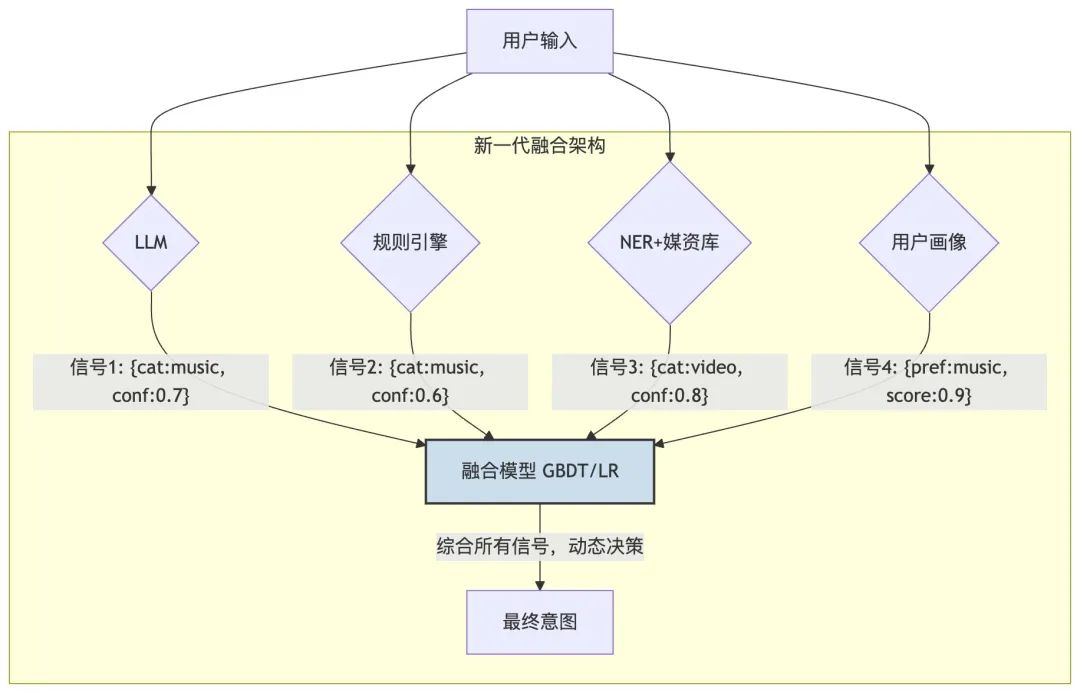 用户输入
新一代融合架构
LLM
规则引擎
NER+媒资库
用户画像
信号1: {cat:music,
conf:0.7}
信号2: {cat:music,
conf:0.6}
信号3: {cat:video,
conf:0.8}
信号4: {pref:music,
score:0.9}
融合模型 GBDT/LR
综合所有信号，动态决策
最终意图